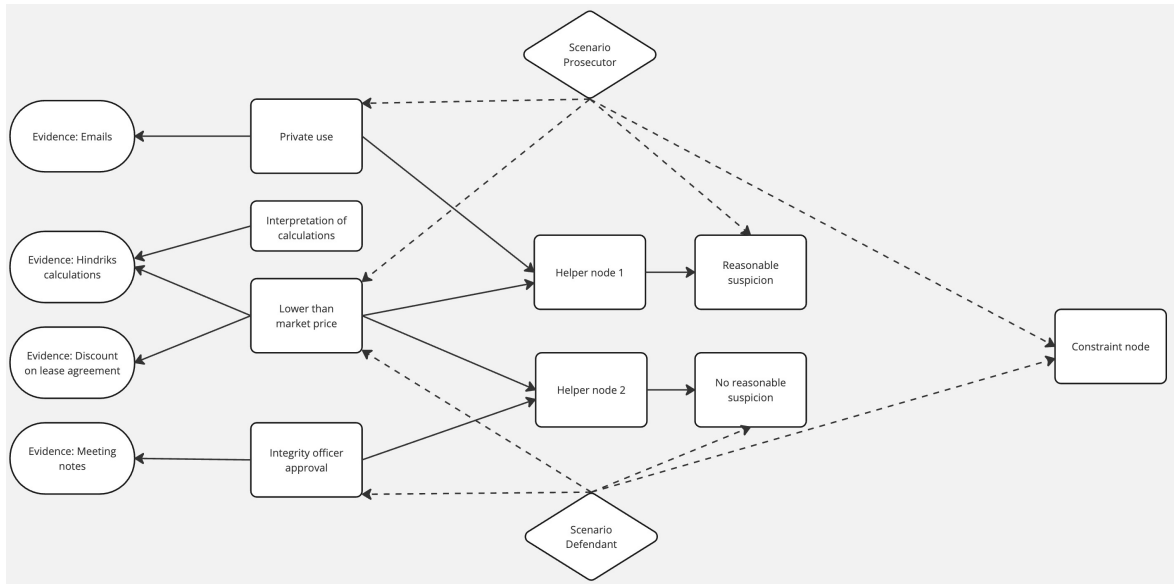 Scenario
Prosecutor
Evidence: Emails
Private use
Interpretation of
calculations
Evidence: Hindriks
calculations
Lower than
market price
Helper node 1
Reasonable
suspicion
Constraint node
Evidence: Discount
on lease agreement
Helper node 2
No reasonable
suspicion
Evidence: Meeting
notes
Integrity officer
approval
Scenario
Defendant